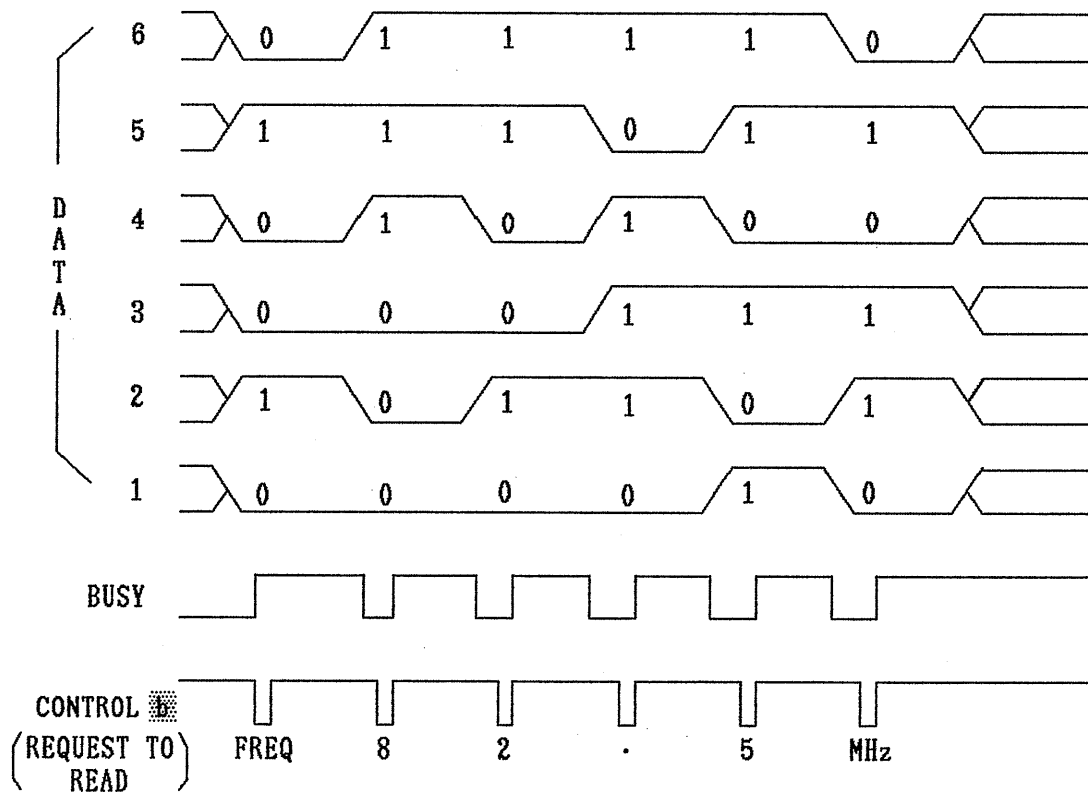 6 0 1 1 1 1 0
5 1 1 1 0 1 1
DATA
4 0 1 0 1 0 0
3 0 0 0 1 1 1
2 1 0 1 1 0 1
1 0 0 0 0 1 0
BUSY
CONTROL b
(REQUEST TO READ)
FREQ 8 2 . 5 MHz